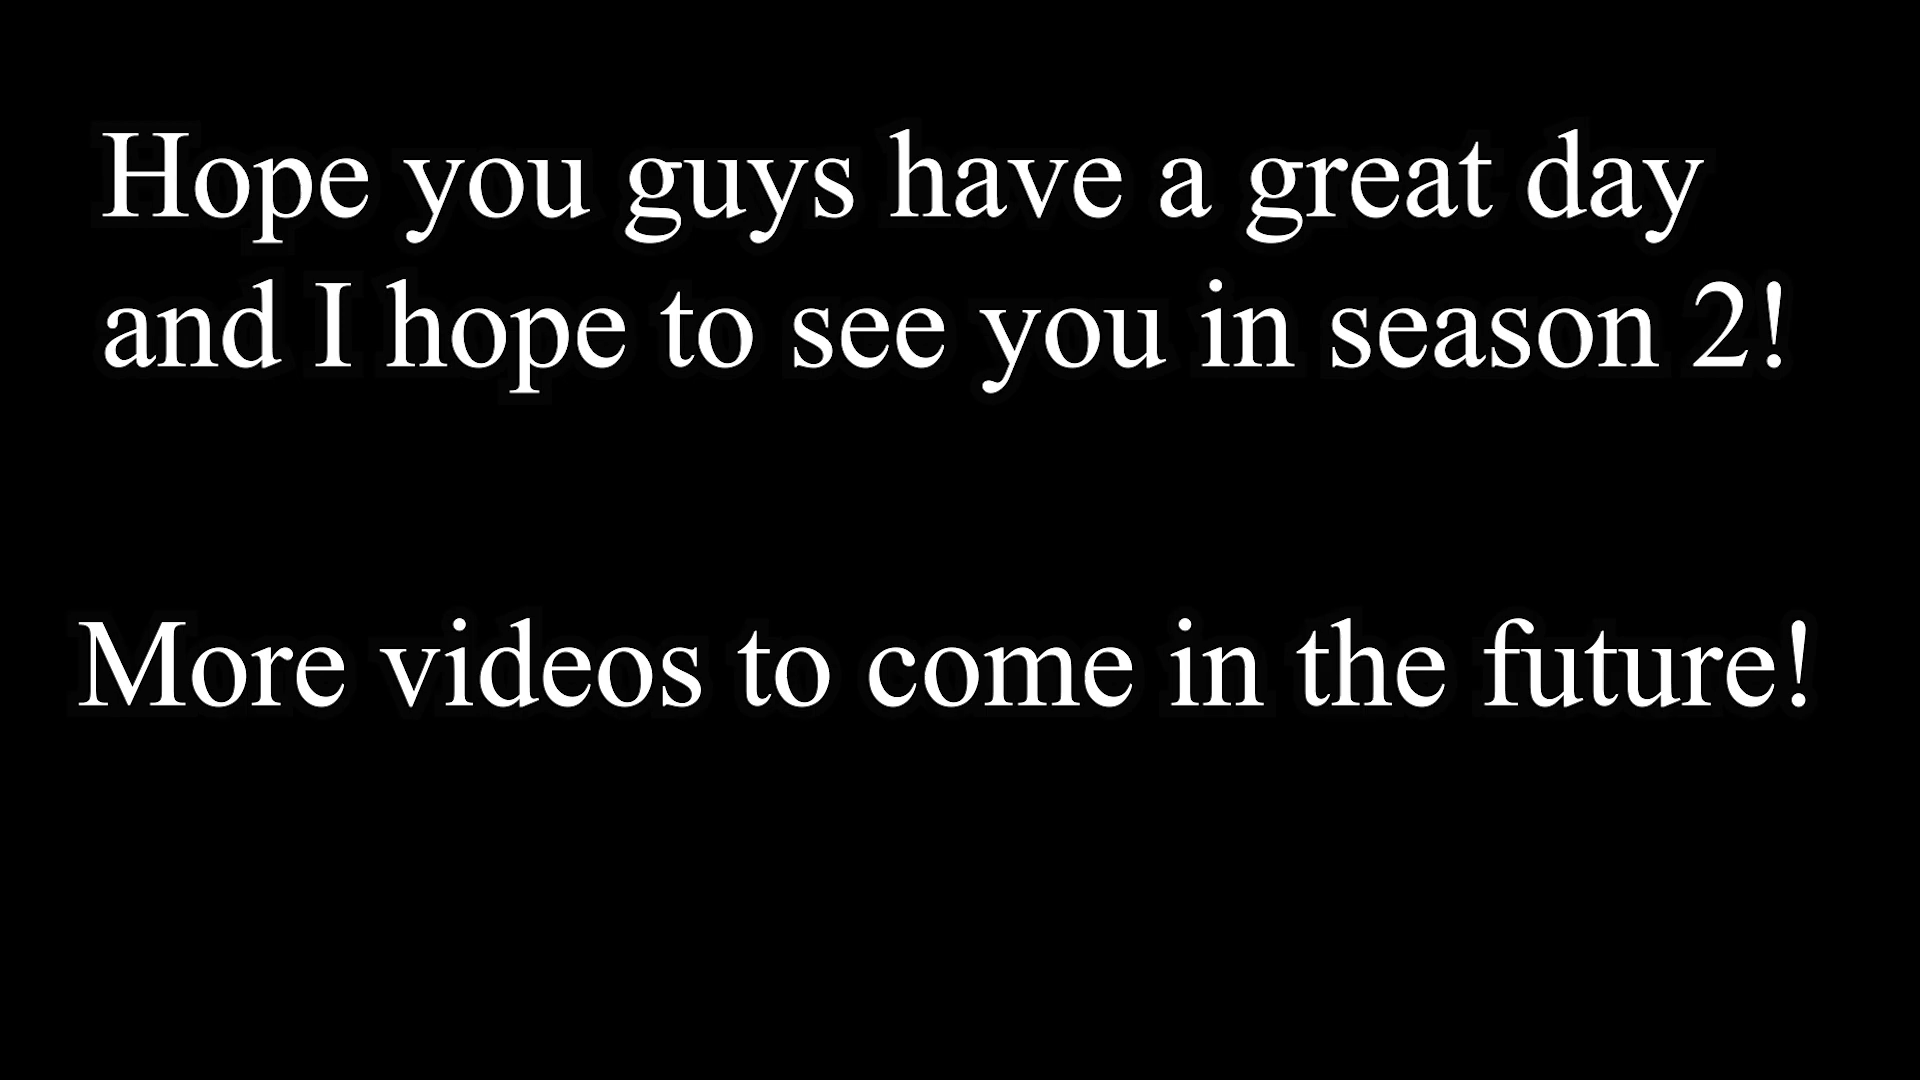 Hope you guys have a great day
and I hope to see you in season 2!
More videos to come in the future!